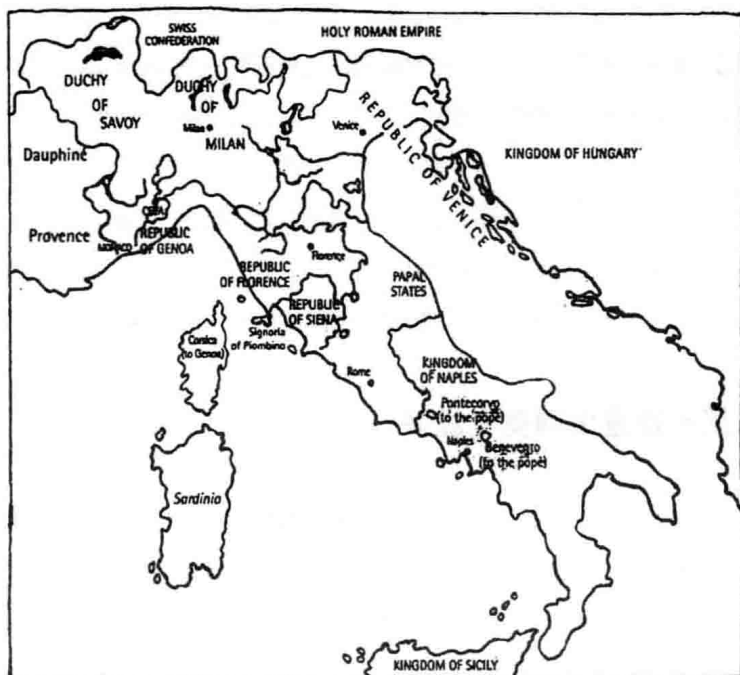 SWISS
CONFEDERATION
HOLY ROMAN EMPIRE
DUCHY
OF
SAVOY
DUCHY
OF
MILAN
Milan
Venice
REPUBLIC OF VENICE
KINGDOM OF HUNGARY
Dauphiné
Provence
MONACO
REPUBLIC
OF GENOA
Florence
REPUBLIC
OF FLORENCE
REPUBLIC
OF SIENA
PAPAL
STATES
Signoria
of Piombino
Corsica
(to Genoa)
Rome
KINGDOM
OF NAPLES
Pontecorvo
(to the pope)
Naples
Benevento
(to the pope)
Sardinia
KINGDOM OF SICILY